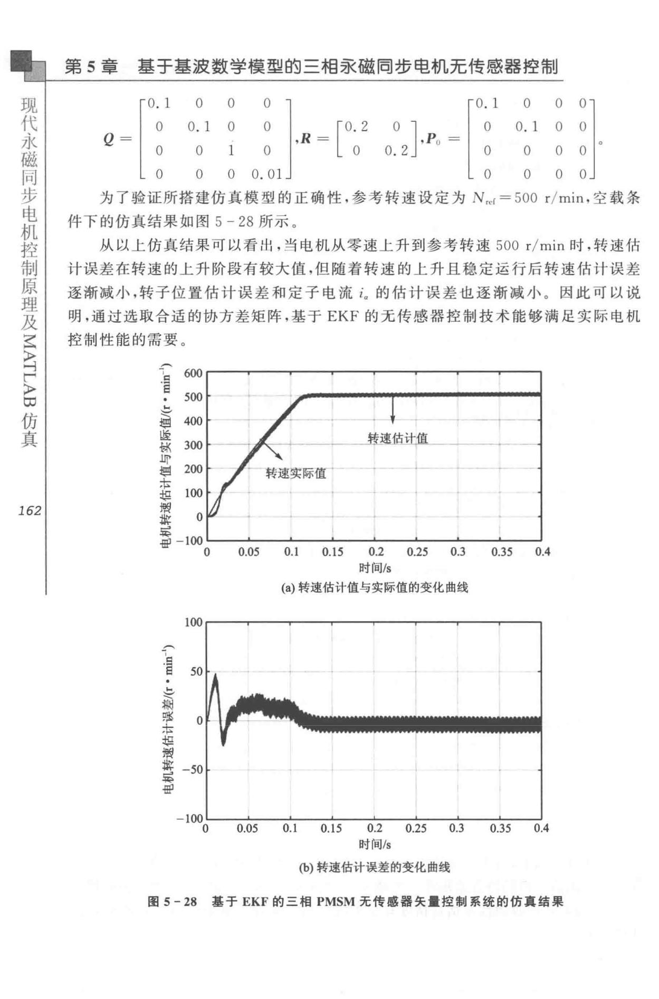 第 5 章 基于基波数学模型的三相永磁同步电机无传感器控制
现代永磁同步电机控制原理及MATLAB仿真
162
Q = [0.1 0 0 0; 0 0.1 0 0; 0 0 1 0; 0 0 0 0.01], R = [0.2 0; 0 0.2], P₀ = [0.1 0 0 0; 0 0.1 0 0; 0 0 0 0; 0 0 0 0]。
为了验证所搭建仿真模型的正确性,参考转速设定为 N_ref=500 r/min,空载条
件下的仿真结果如图 5-28 所示。
从以上仿真结果可以看出,当电机从零速上升到参考转速 500 r/min 时,转速估
计误差在转速的上升阶段有较大值,但随着转速的上升且稳定运行后转速估计误差
逐渐减小,转子位置估计误差和定子电流 iₐ 的估计误差也逐渐减小。因此可以说
明,通过选取合适的协方差矩阵,基于 EKF 的无传感器控制技术能够满足实际电机
控制性能的需要。
电机转速估计值与实际值/(r•min⁻¹)
600
500
400
300
200
100
0
-100
转速估计值
转速实际值
0 0.05 0.1 0.15 0.2 0.25 0.3 0.35 0.4
时间/s
(a) 转速估计值与实际值的变化曲线
电机转速估计误差/(r•min⁻¹)
100
50
0
-50
-100
0 0.05 0.1 0.15 0.2 0.25 0.3 0.35 0.4
时间/s
(b) 转速估计误差的变化曲线
图 5-28 基于 EKF 的三相 PMSM 无传感器矢量控制系统的仿真结果